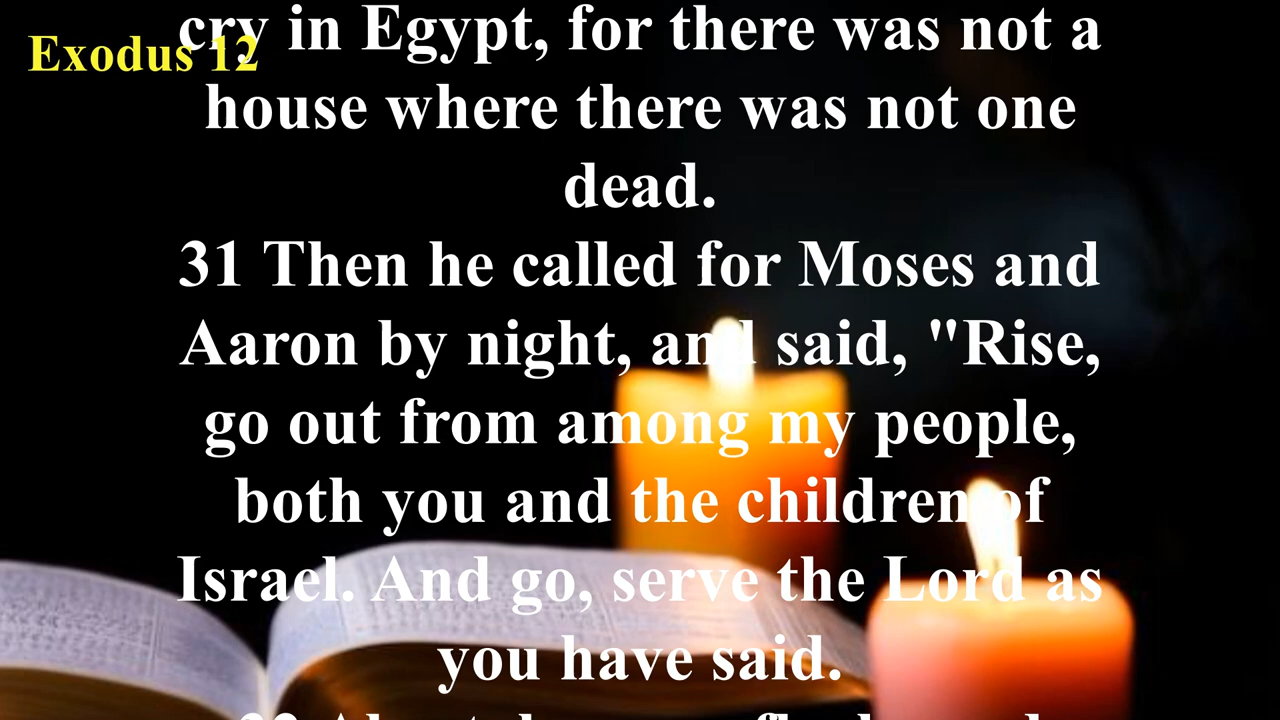 Exodus 12
cry in Egypt, for there was not a
house where there was not one
dead.
31 Then he called for Moses and
Aaron by night, and said, "Rise,
go out from among my people,
both you and the children of
Israel. And go, serve the Lord as
you have said.